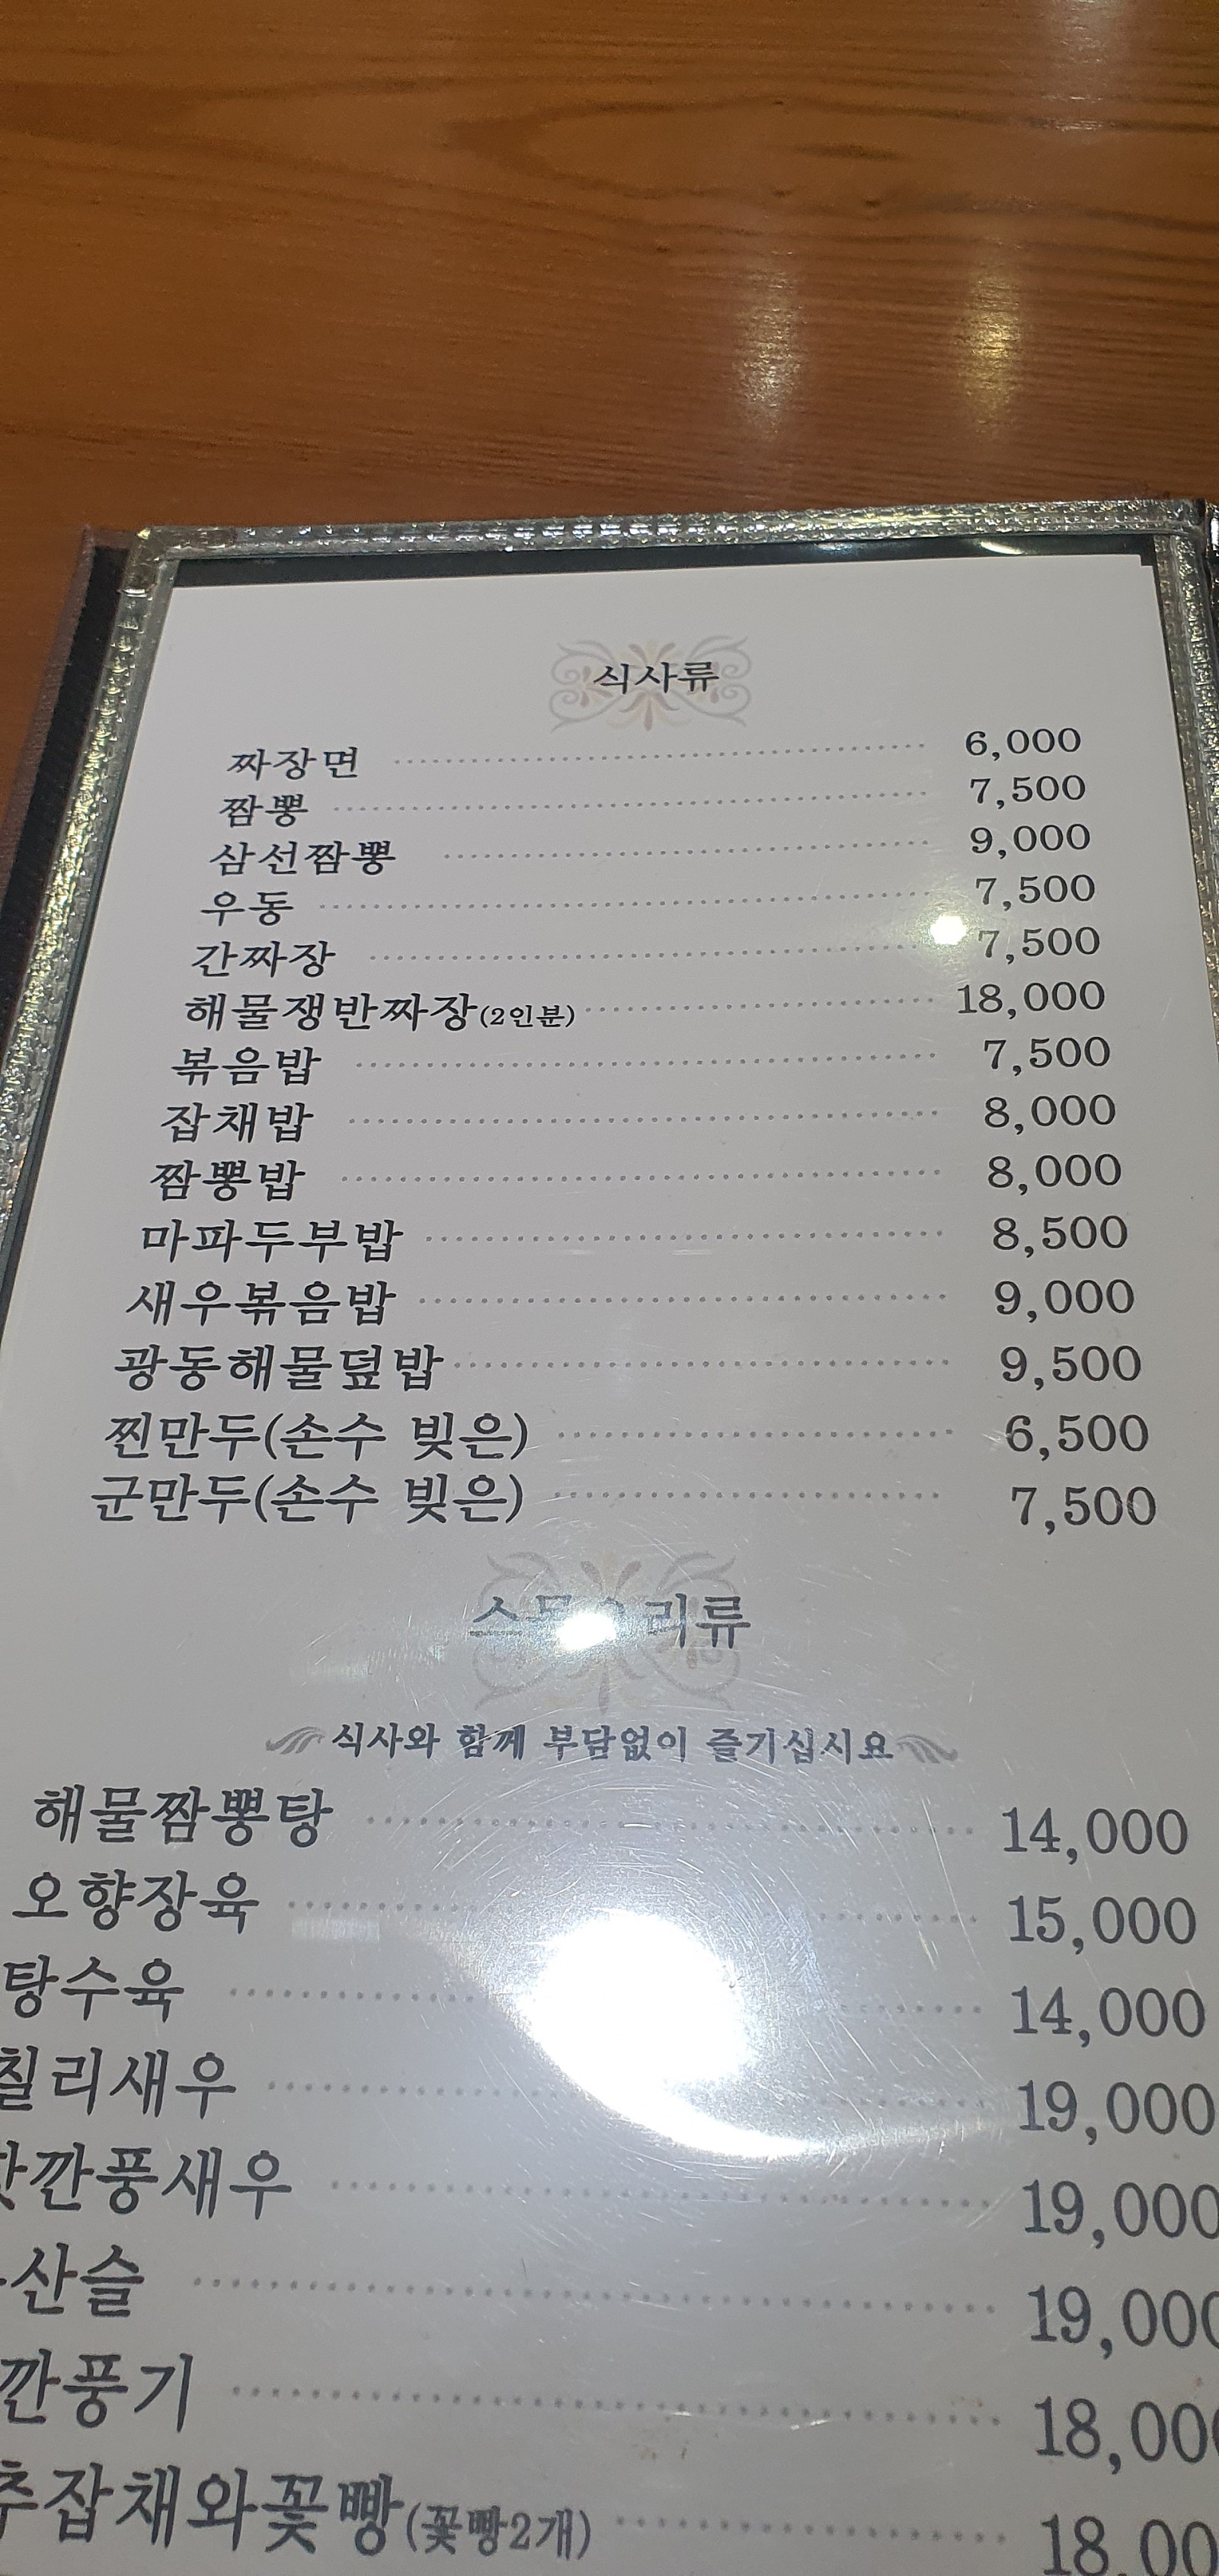 식사류
짜장면 6,000
짬뽕 7,500
삼선짬뽕 9,000
우동 7,500
간짜장 7,500
해물쟁반짜장(2인분) 18,000
볶음밥 7,500
잡채밥 8,000
짬뽕밥 8,000
마파두부밥 8,500
새우볶음밥 9,000
광동해물덮밥 9,500
찐만두(손수 빚은) 6,500
군만두(손수 빚은) 7,500
식사와 함께 부담없이 즐기십시요
해물짬뽕탕 14,000
오향장육 15,000
탕수육 14,000
칠리새우 19,000
깐풍새우 19,000
산슬 19,000
깐풍기 18,000
잡채와꽃빵(꽃빵2개) 18,00